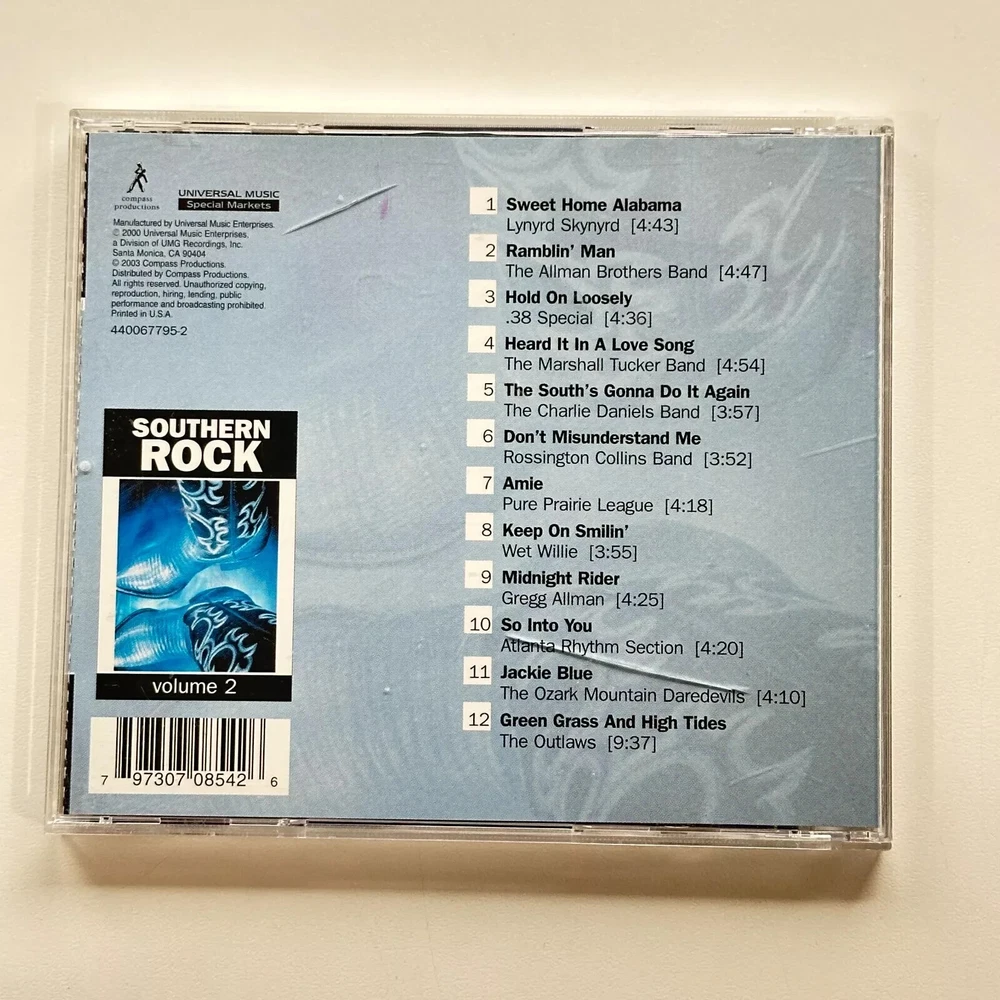 compass
productions
UNIVERSAL MUSIC
Special Markets
Manufactured by Universal Music Enterprises.
℗ 2000 Universal Music Enterprises.
a Division of UMG Recordings, Inc.
Santa Monica, CA 90404
© 2003 Compass Productions.
Distributed by Compass Productions.
All rights reserved. Unauthorized copying,
reproduction, hiring, lending, public
performance and broadcasting prohibited.
Printed in U.S.A.
440067795-2
SOUTHERN
ROCK
volume 2
7 97307 08542 6
1 Sweet Home Alabama
Lynyrd Skynyrd [4:43]
2 Ramblin' Man
The Allman Brothers Band [4:47]
3 Hold On Loosely
.38 Special [4:36]
4 Heard It In A Love Song
The Marshall Tucker Band [4:54]
5 The South's Gonna Do It Again
The Charlie Daniels Band [3:57]
6 Don't Misunderstand Me
Rossington Collins Band [3:52]
7 Amie
Pure Prairie League [4:18]
8 Keep On Smilin'
Wet Willie [3:55]
9 Midnight Rider
Gregg Allman [4:25]
10 So Into You
Atlanta Rhythm Section [4:20]
11 Jackie Blue
The Ozark Mountain Daredevils [4:10]
12 Green Grass And High Tides
The Outlaws [9:37]